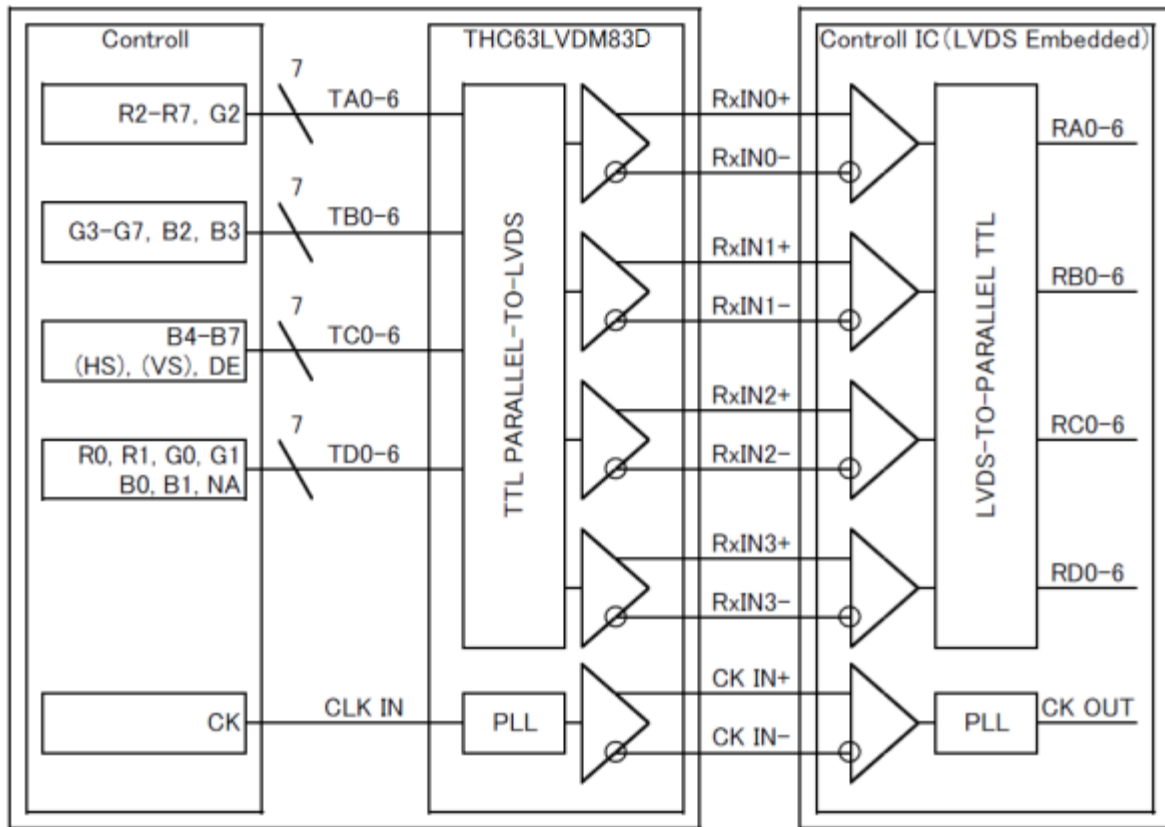 Controll
THC63LVDM83D
Controll IC(LVDS Embedded)
R2-R7, G2
7
TA0-6
RxIN0+
RxIN0-
RA0-6
G3-G7, B2, B3
7
TB0-6
RxIN1+
RxIN1-
RB0-6
B4-B7
(HS), (VS), DE
7
TC0-6
RxIN2+
RxIN2-
RC0-6
R0, R1, G0, G1
B0, B1, NA
7
TD0-6
RxIN3+
RxIN3-
RD0-6
TTL PARALLEL-TO-LVDS
LVDS-TO-PARALLEL TTL
CK
CLK IN
PLL
CK IN+
CK IN-
PLL
CK OUT